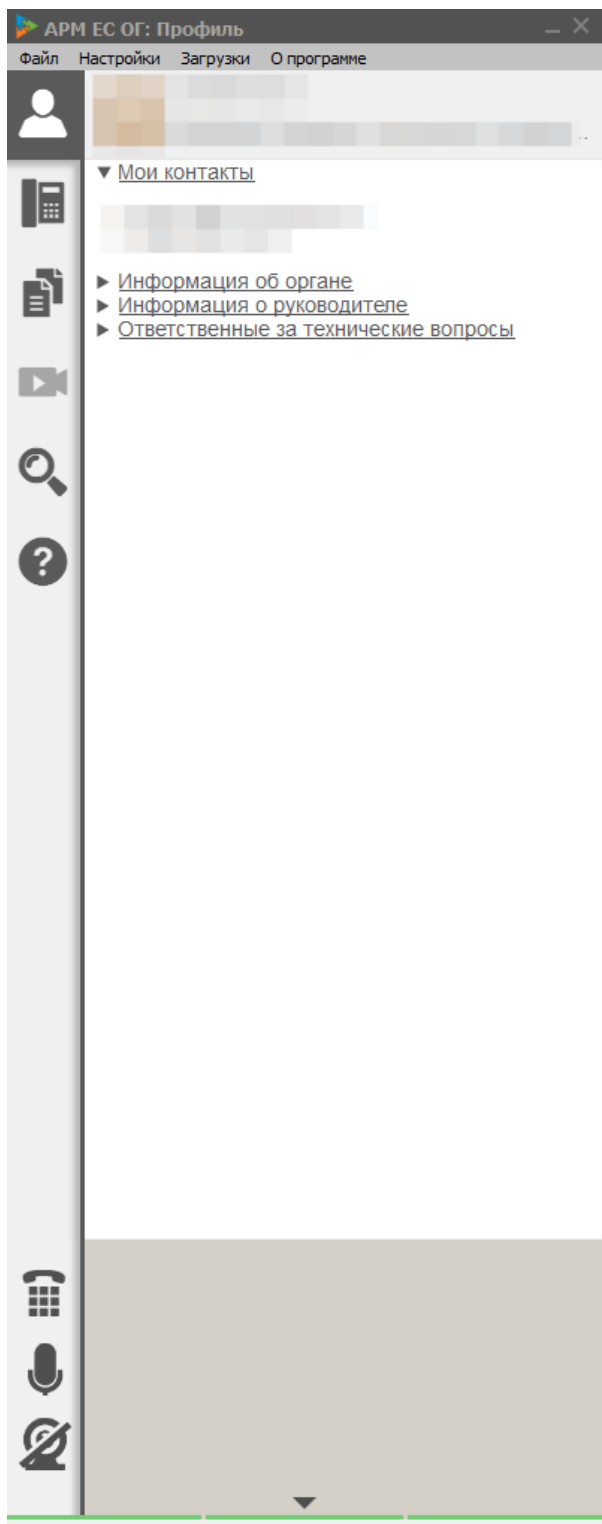 АРМ ЕС ОГ: Профиль
Файл Настройки Загрузки О программе
Мои контакты
Информация об органе
Информация о руководителе
Ответственные за технические вопросы